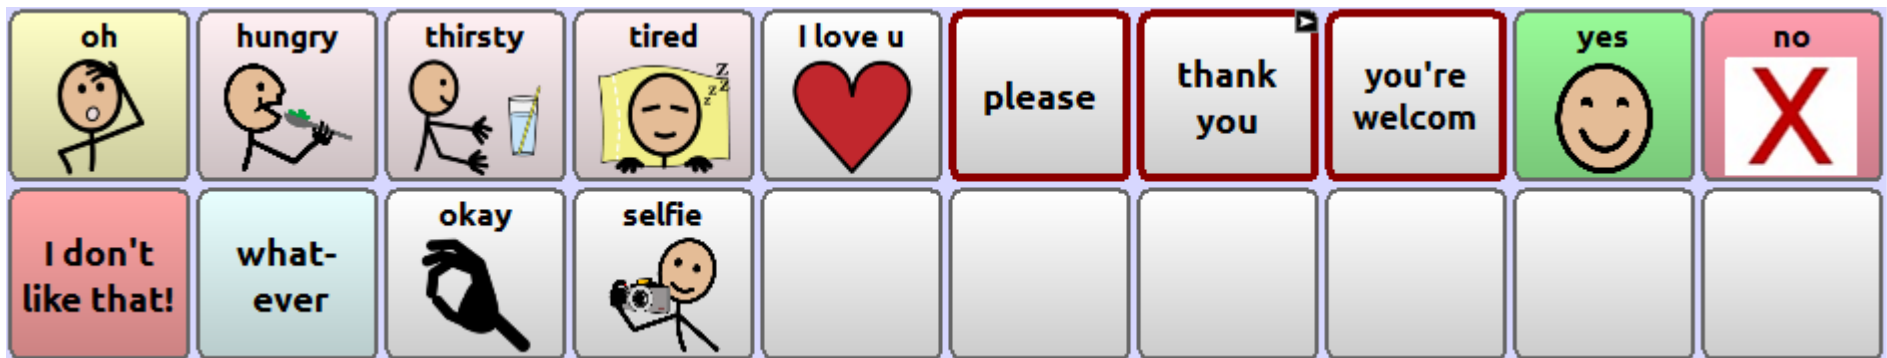 oh
hungry
thirsty
tired
I love u
please
thank
you
you're
welcom
yes
no
I don't
like that!
what-
ever
okay
selfie